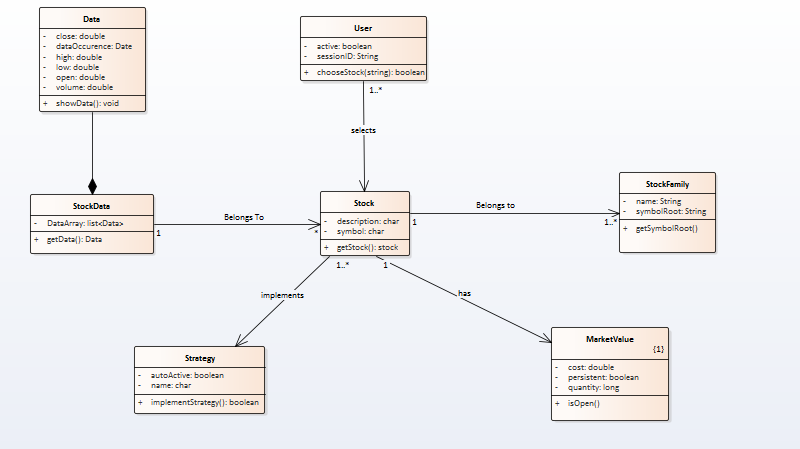 Data
- close: double
- dataOccurence: Date
- high: double
- low: double
- open: double
- volume: double
+ showData(): void
User
- active: boolean
- sessionID: String
+ chooseStock(string): boolean
1..*
selects
StockData
- DataArray: list<Data>
+ getData(): Data
1
Belongs To
*
Stock
- description: char
- symbol: char
+ getStock(): stock
1
Belongs to
1..*
StockFamily
- name: String
- symbolRoot: String
+ getSymbolRoot()
1..*
1
implements
has
Strategy
- autoActive: boolean
- name: char
+ implementStrategy(): boolean
MarketValue
{1}
- cost: double
- persistent: boolean
- quantity: long
+ isOpen()